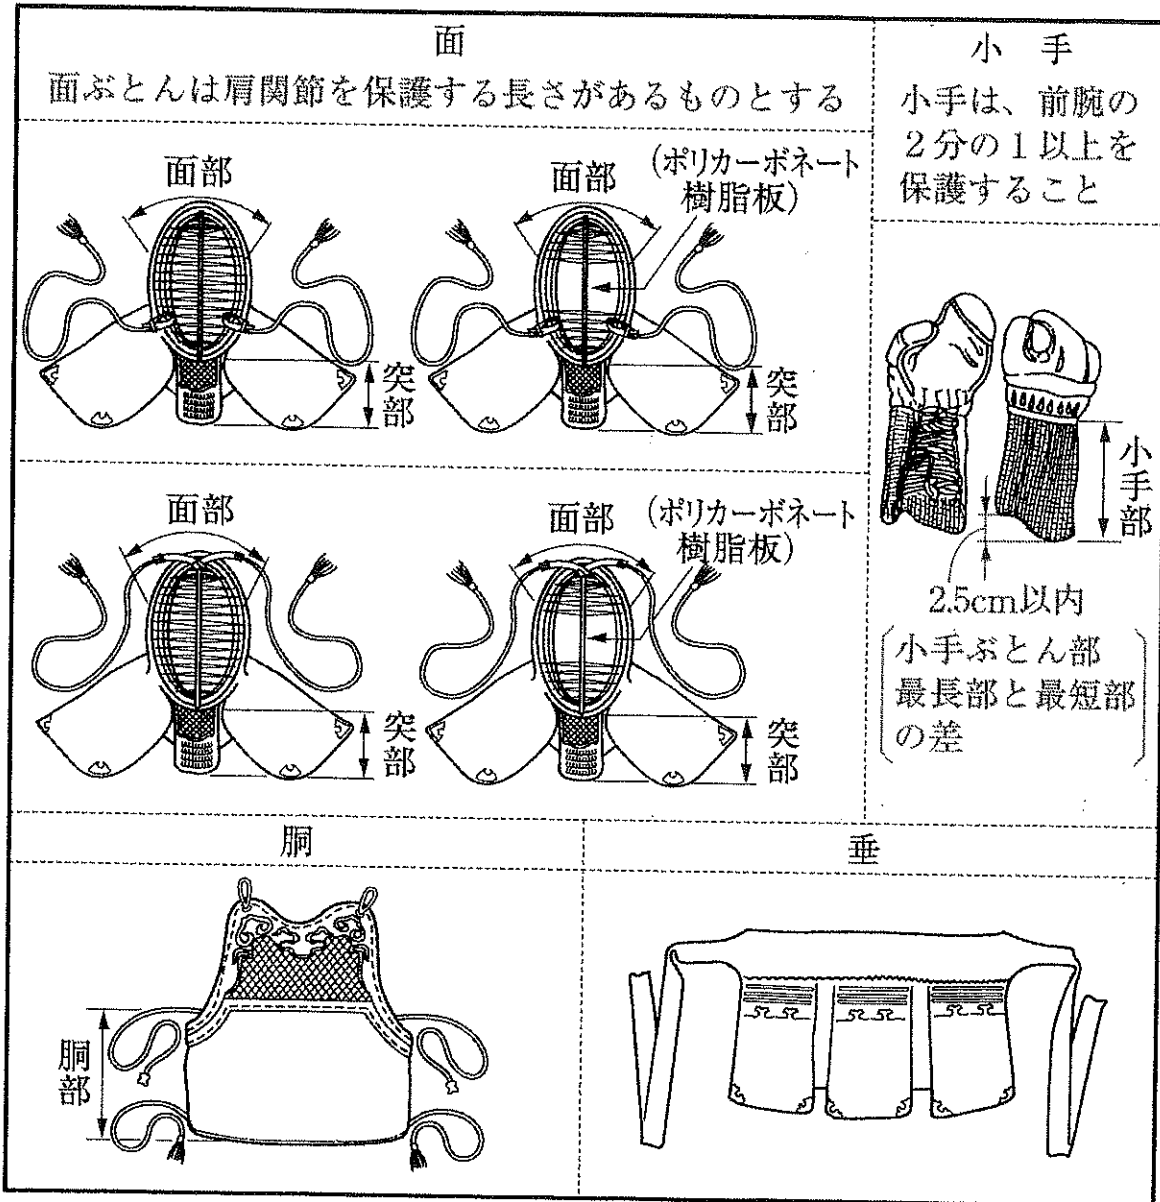 面
面ぶとんは肩関節を保護する長さがあるものとする
小手
小手は、前腕の
2分の1以上を
保護すること
面部
突部
面部
(ポリカーボネート
樹脂板)
突部
面部
突部
面部
(ポリカーボネート
樹脂板)
突部
小手部
2.5cm以内
小手ぶとん部
最長部と最短部
の差
胴
胴部
垂